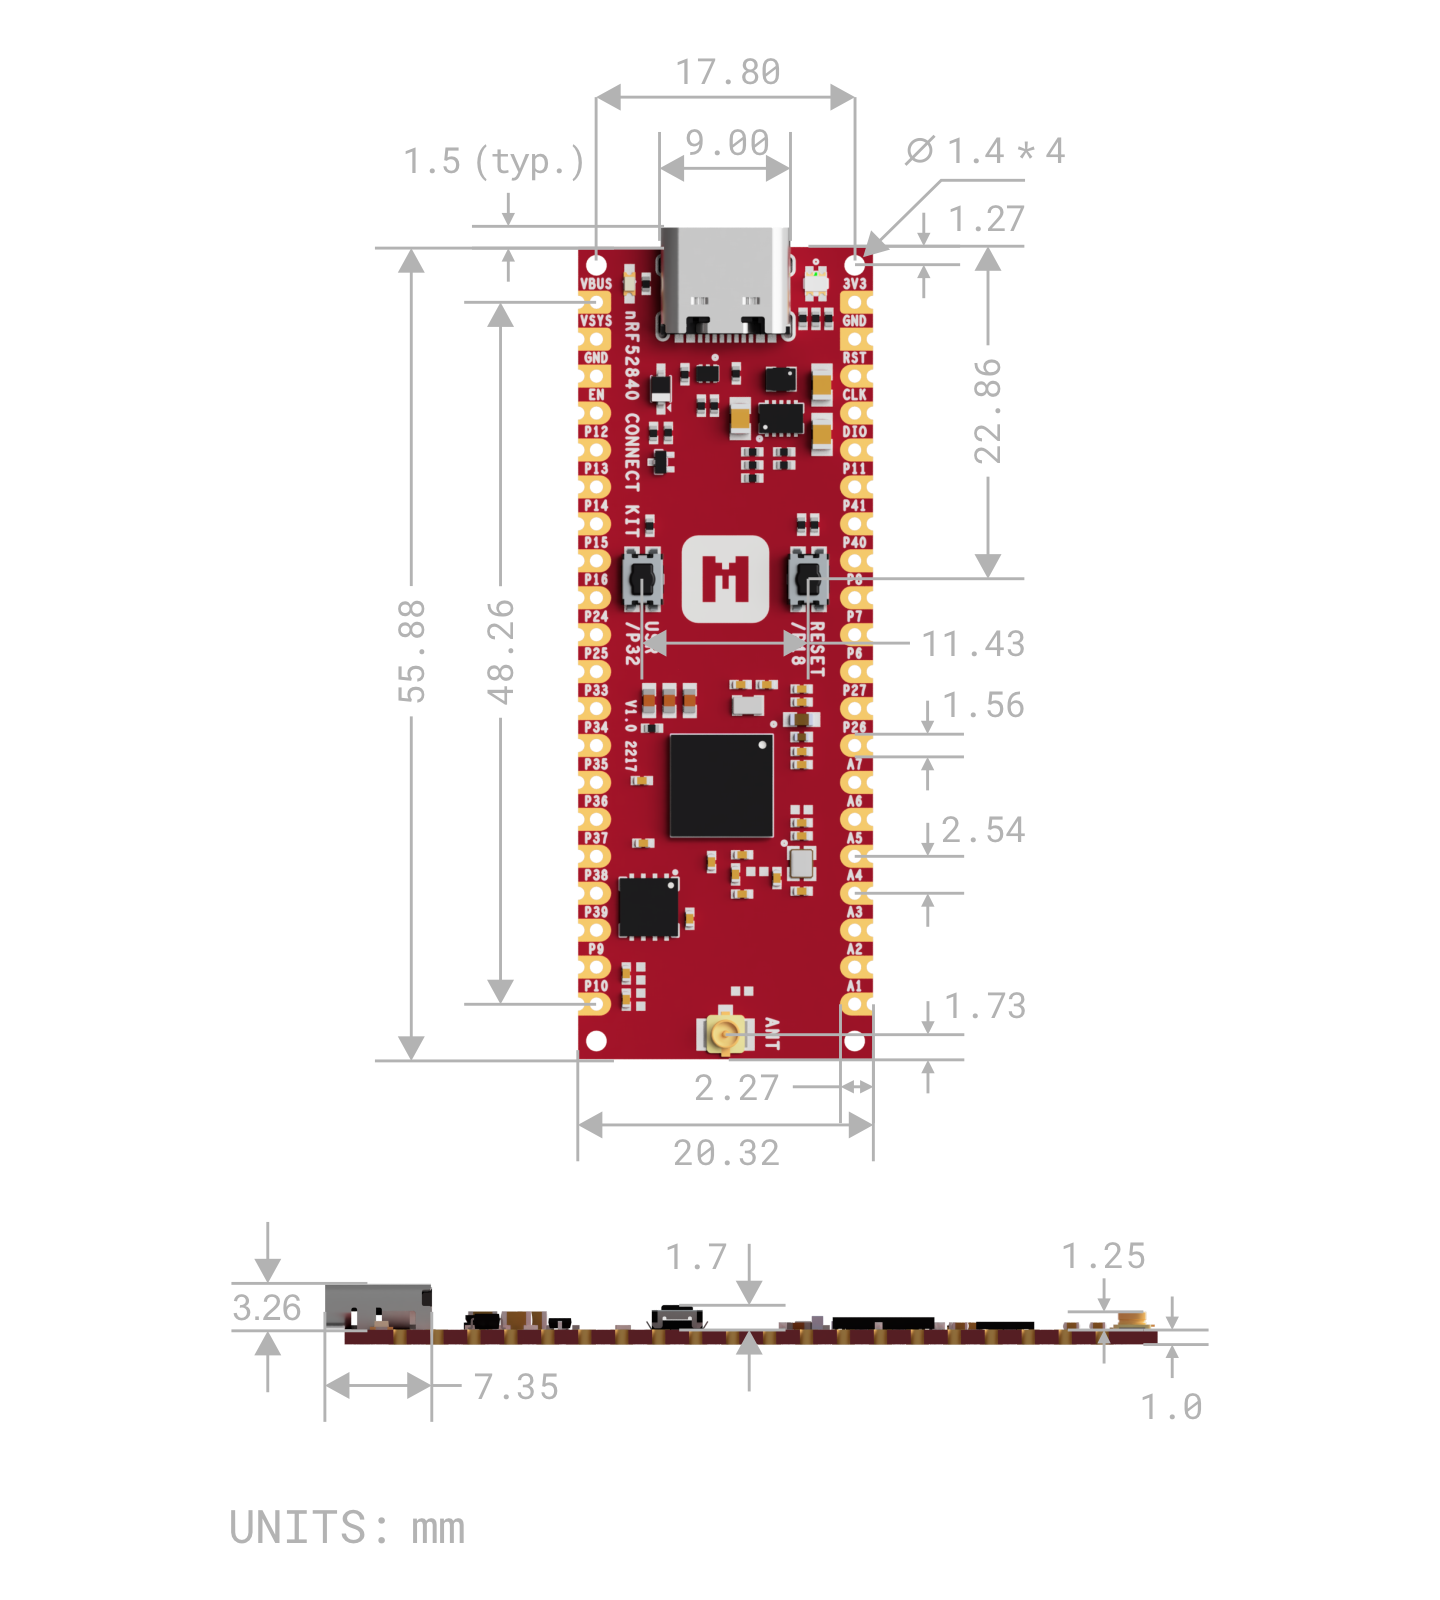 17.80
9.00
1.5 (typ.)
∅ 1.4 * 4
1.27
22.86
55.88
48.26
11.43
1.56
2.54
1.73
2.27
20.32
VBUS
VSYS
GND
EN
P12
P13
P14
P15
P16
P24
P25
P33
P34
P35
P36
P37
P38
P39
P9
P10
3V3
GND
RST
CLK
DIO
P11
P41
P40
P8
P7
P6
P27
P26
A7
A6
A5
A4
A3
A2
A1
nRF52840 CONNECT KIT
M
USR
/P32
RESET
/P18
V1.0 2217
ANT
3.26
7.35
1.7
1.25
1.0
UNITS: mm